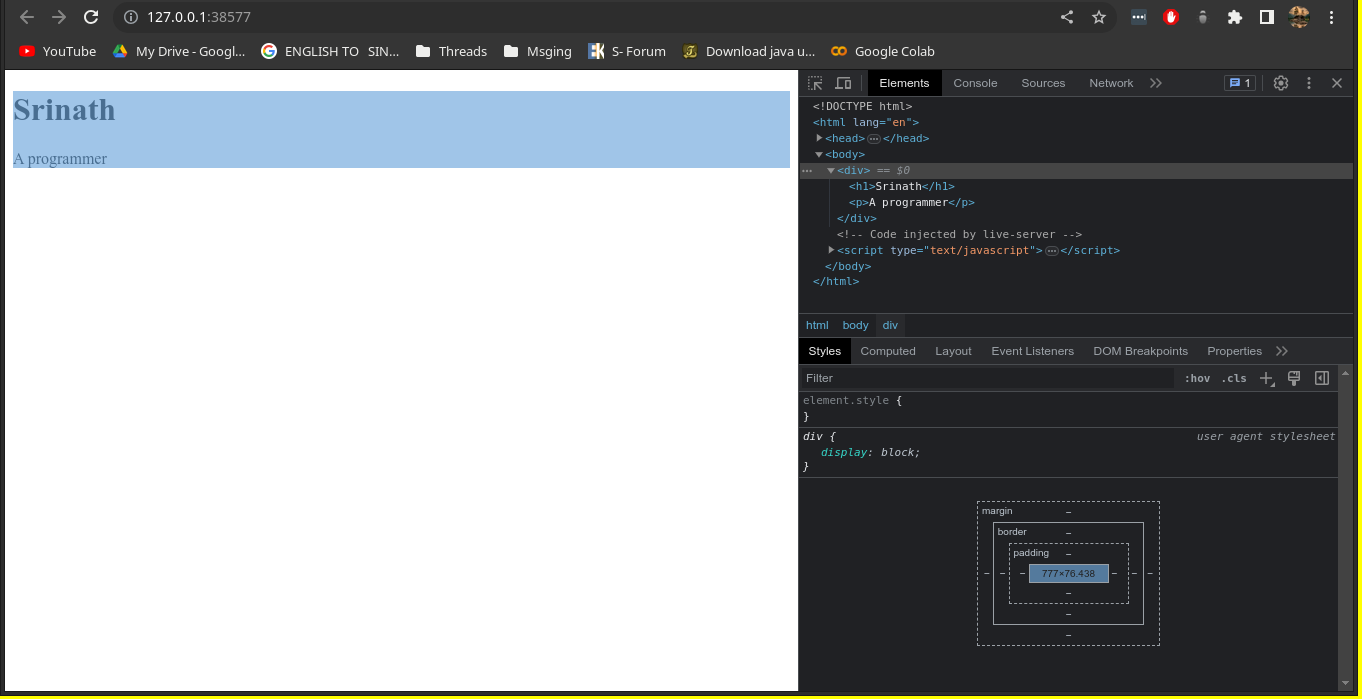 127.0.0.1:38577
YouTube My Drive - Googl... ENGLISH TO SIN... Threads Msging S- Forum Download java u... Google Colab
Srinath
A programmer
Elements Console Sources Network 1
<!DOCTYPE html>
<html lang="en">
<head> ⋯ </head>
<body>
⋯ <div> == $0
<h1>Srinath</h1>
<p>A programmer</p>
</div>
<!-- Code injected by live-server -->
<script type="text/javascript"> ⋯ </script>
</body>
</html>
html body div
Styles Computed Layout Event Listeners DOM Breakpoints Properties
Filter :hov .cls
element.style {
}
div { user agent stylesheet
display: block;
}
margin –
border –
padding –
– – – 777×76.438 – – –
–
–
–